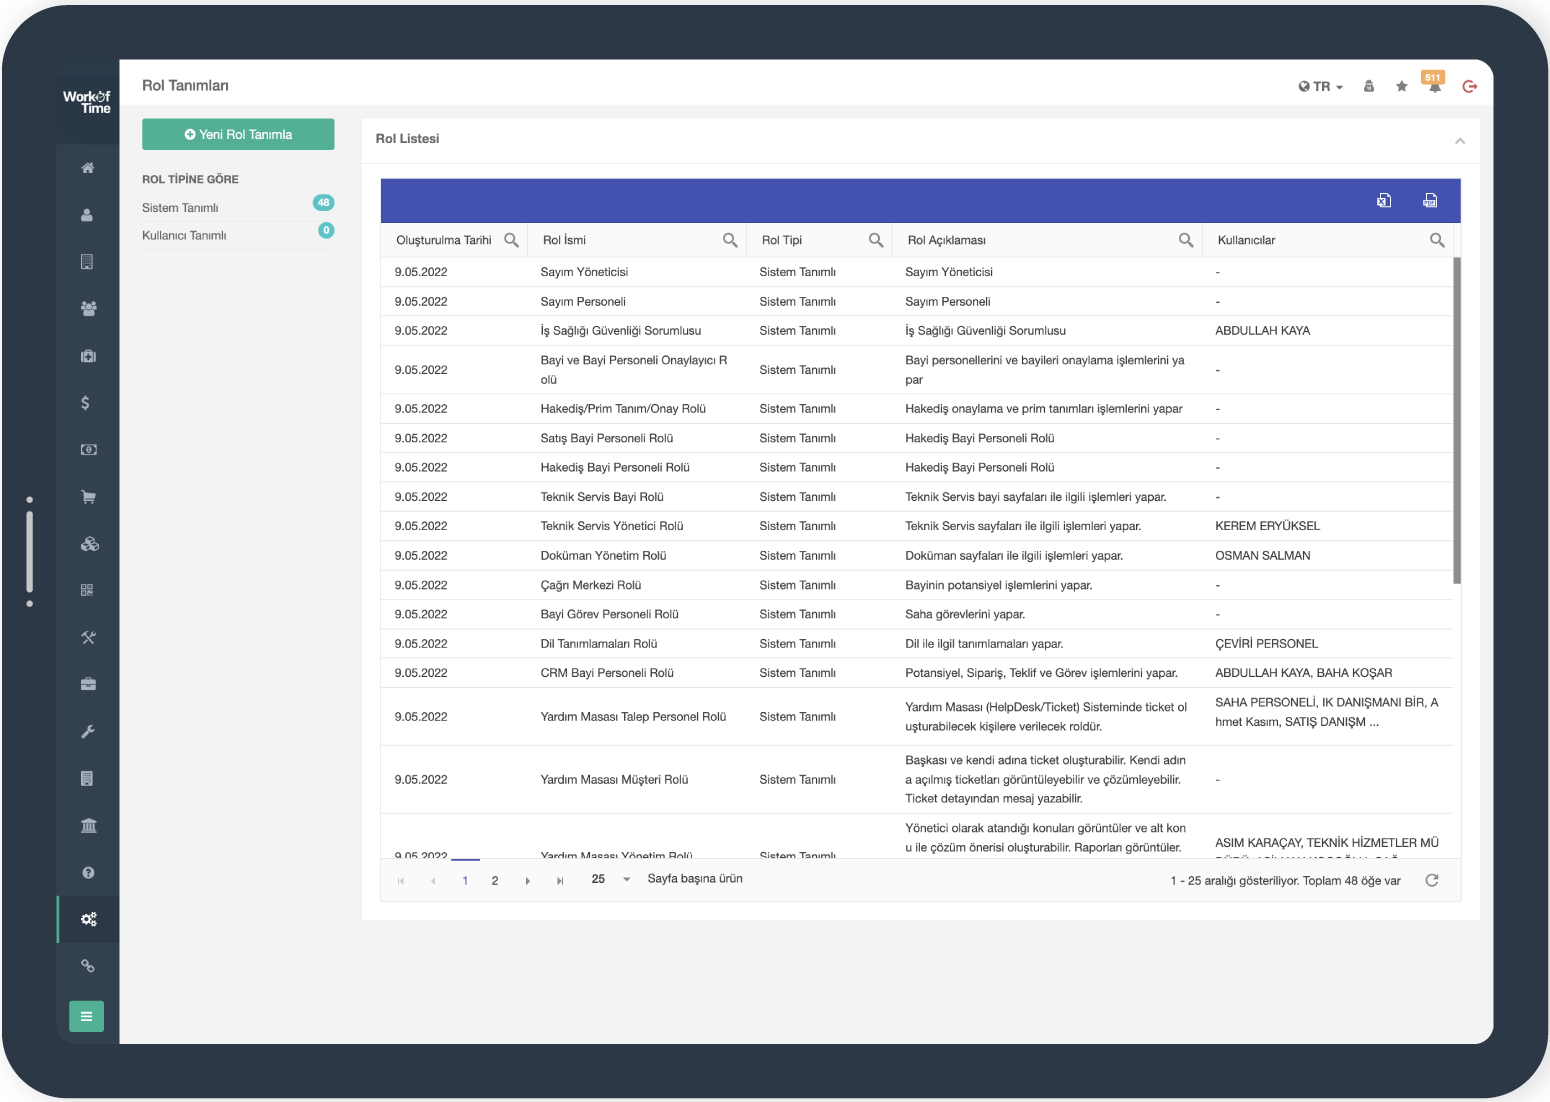 Work of
Time
Rol Tanımları
TR
511
Yeni Rol Tanımla
ROL TİPİNE GÖRE
Sistem Tanımlı 48
Kullanıcı Tanımlı 0
Rol Listesi
Oluşturulma Tarihi Rol İsmi Rol Tipi Rol Açıklaması Kullanıcılar
9.05.2022 Sayım Yöneticisi Sistem Tanımlı Sayım Yöneticisi -
9.05.2022 Sayım Personeli Sistem Tanımlı Sayım Personeli -
9.05.2022 İş Sağlığı Güvenliği Sorumlusu Sistem Tanımlı İş Sağlığı Güvenliği Sorumlusu ABDULLAH KAYA
9.05.2022 Bayi ve Bayi Personeli Onaylayıcı R Sistem Tanımlı Bayi personellerini ve bayileri onaylama işlemlerini ya -
olü par
9.05.2022 Hakediş/Prim Tanım/Onay Rolü Sistem Tanımlı Hakediş onaylama ve prim tanımları işlemlerini yapar -
9.05.2022 Satış Bayi Personeli Rolü Sistem Tanımlı Hakediş Bayi Personeli Rolü -
9.05.2022 Hakediş Bayi Personeli Rolü Sistem Tanımlı Hakediş Bayi Personeli Rolü -
9.05.2022 Teknik Servis Bayi Rolü Sistem Tanımlı Teknik Servis bayi sayfaları ile ilgili işlemleri yapar. -
9.05.2022 Teknik Servis Yönetici Rolü Sistem Tanımlı Teknik Servis sayfaları ile ilgili işlemleri yapar. KEREM ERYÜKSEL
9.05.2022 Doküman Yönetim Rolü Sistem Tanımlı Doküman sayfaları ile ilgili işlemleri yapar. OSMAN SALMAN
9.05.2022 Çağrı Merkezi Rolü Sistem Tanımlı Bayinin potansiyel işlemlerini yapar. -
9.05.2022 Bayi Görev Personeli Rolü Sistem Tanımlı Saha görevlerini yapar. -
9.05.2022 Dil Tanımlamaları Rolü Sistem Tanımlı Dil ile ilgil tanımlamaları yapar. ÇEVİRİ PERSONEL
9.05.2022 CRM Bayi Personeli Rolü Sistem Tanımlı Potansiyel, Sipariş, Teklif ve Görev işlemlerini yapar. ABDULLAH KAYA, BAHA KOŞAR
9.05.2022 Yardım Masası Talep Personel Rolü Sistem Tanımlı Yardım Masası (HelpDesk/Ticket) Sisteminde ticket ol SAHA PERSONELİ, IK DANIŞMANI BİR, A
uşturabilecek kişilere verilecek roldür. hmet Kasım, SATIŞ DANIŞM ...
9.05.2022 Yardım Masası Müşteri Rolü Sistem Tanımlı Başkası ve kendi adına ticket oluşturabilir. Kendi adın -
a açılmış ticketları görüntüleyebilir ve çözümleyebilir.
Ticket detayından mesaj yazabilir.
9.05.2022 Yardım Masası Yönetim Rolü Sistem Tanımlı Yönetici olarak atandığı konuları görüntüler ve alt kon ASIM KARAÇAY, TEKNİK HİZMETLER MÜ
u ile çözüm önerisi oluşturabilir. Raporları görüntüler.
1 2 25 Sayfa başına ürün 1 - 25 aralığı gösteriliyor. Toplam 48 öğe var